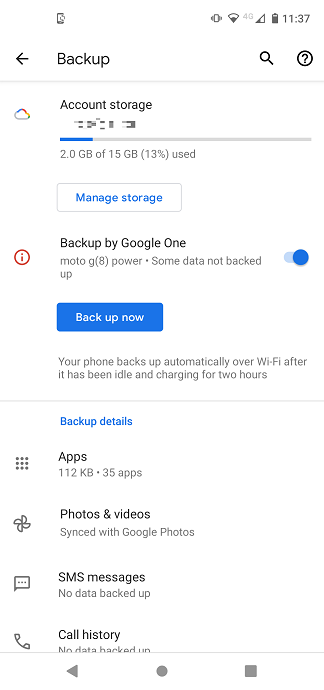 4G 11:37
Backup
Account storage
2.0 GB of 15 GB (13%) used
Manage storage
Backup by Google One
moto g(8) power • Some data not backed
up
Back up now
Your phone backs up automatically over Wi-Fi after
it has been idle and charging for two hours
Backup details
Apps
112 KB • 35 apps
Photos & videos
Synced with Google Photos
SMS messages
No data backed up
Call history
No data backed up